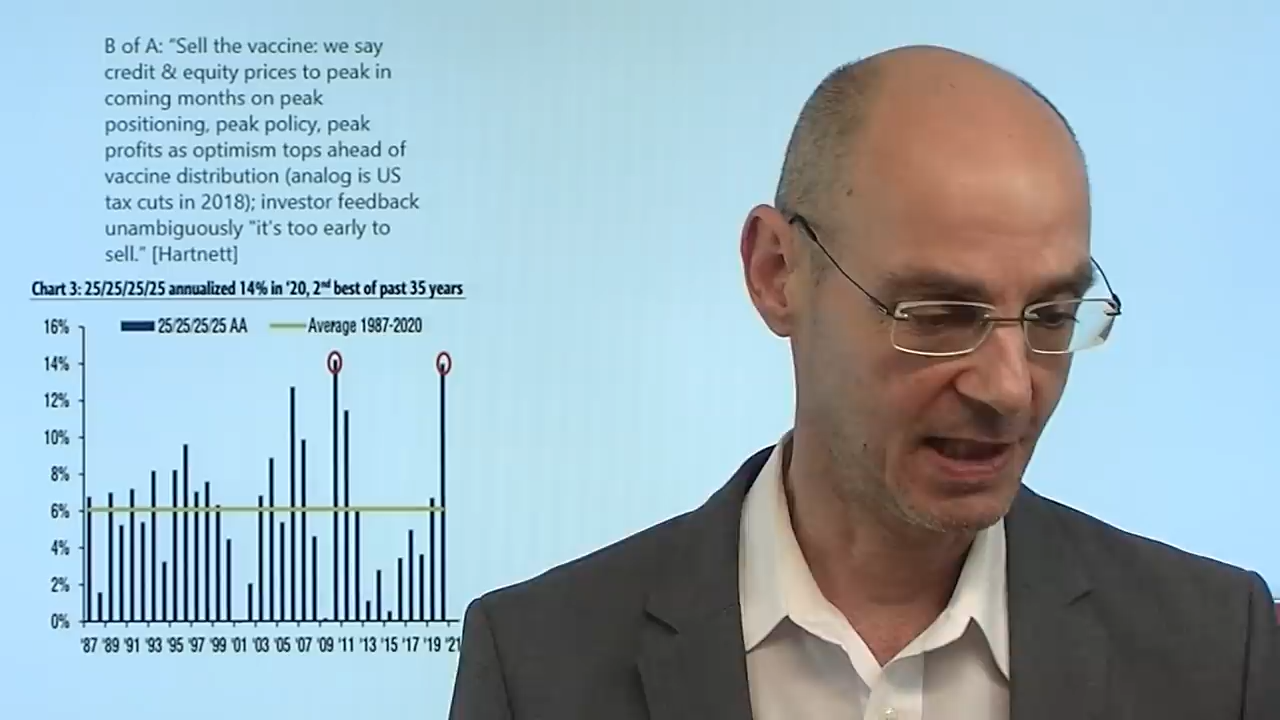 B of A: “Sell the vaccine: we say
credit & equity prices to peak in
coming months on peak
positioning, peak policy, peak
profits as optimism tops ahead of
vaccine distribution (analog is US
tax cuts in 2018); investor feedback
unambiguously “it's too early to
sell.” [Hartnett]
Chart 3: 25/25/25/25 annualized 14% in '20, 2nd best of past 35 years
25/25/25/25 AA Average 1987-2020
16%
14%
12%
10%
8%
6%
4%
2%
0%
'87 '89 '91 '93 '95 '97 '99 '01 '03 '05 '07 '09 '11 '13 '15 '17 '19 '21